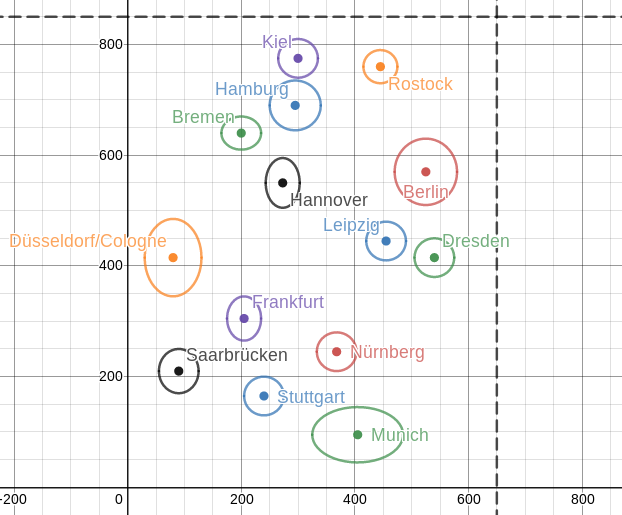 800
Kiel
Rostock
Hamburg
Bremen
600
Berlin
Hannover
Leipzig
Düsseldorf/Cologne
Dresden
400
Frankfurt
Saarbrücken
Nürnberg
200
Stuttgart
Munich
-200 0 200 400 600 800